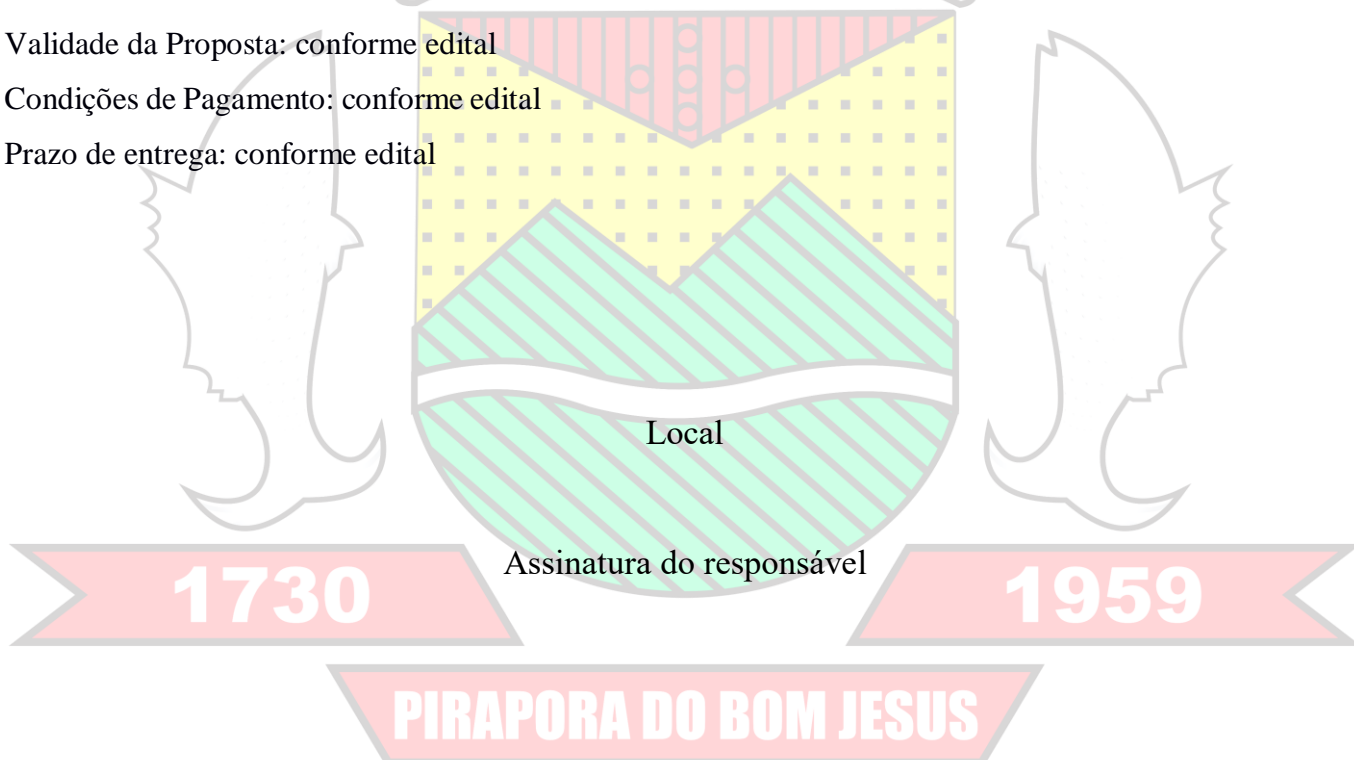 Validade da Proposta: conforme edital
Condições de Pagamento: conforme edital
Prazo de entrega: conforme edital
Local
Assinatura do responsável
1730
1959
PIRAPORA DO BOM JESUS